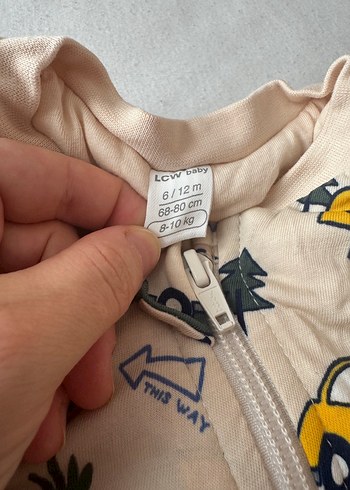 LCW baby
6 / 12 m
68-80 cm
8-10 kg
THIS WAY